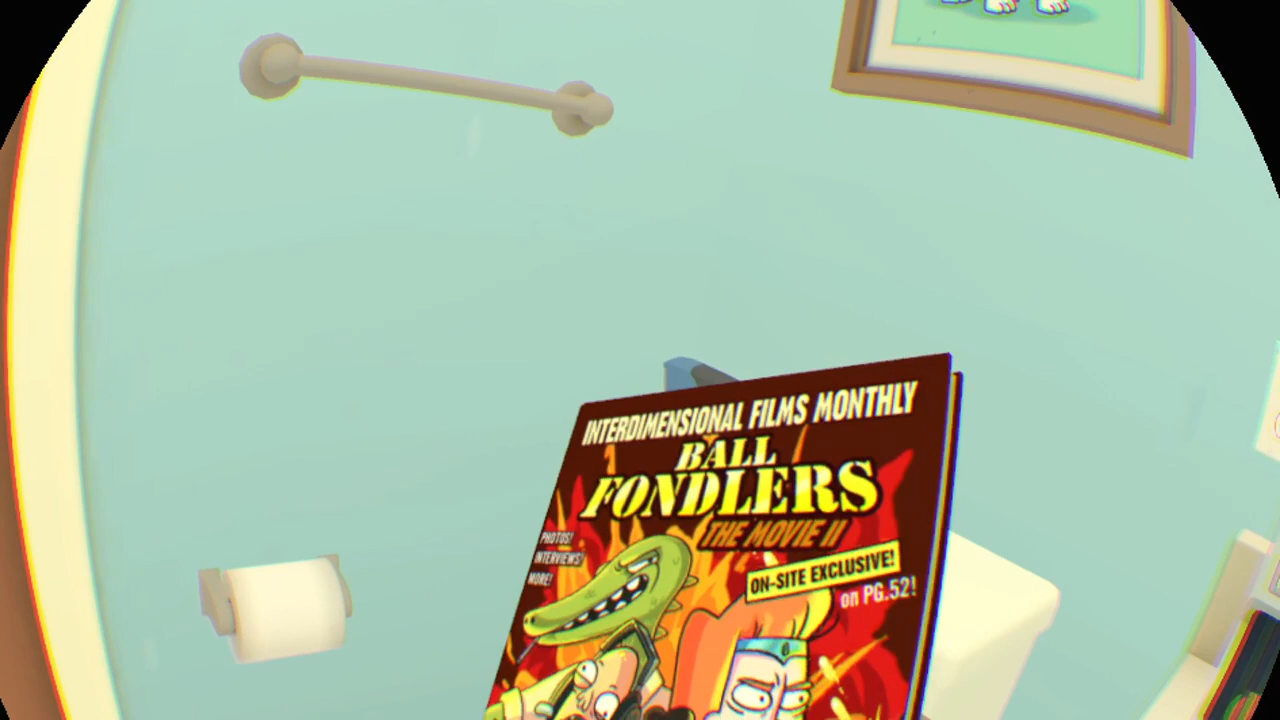 INTERDIMENSIONAL FILMS MONTHLY
BALL
FONDLERS
THE MOVIE II
PHOTOS!
INTERVIEWS!
MORE!
ON-SITE EXCLUSIVE!
on PG.52!